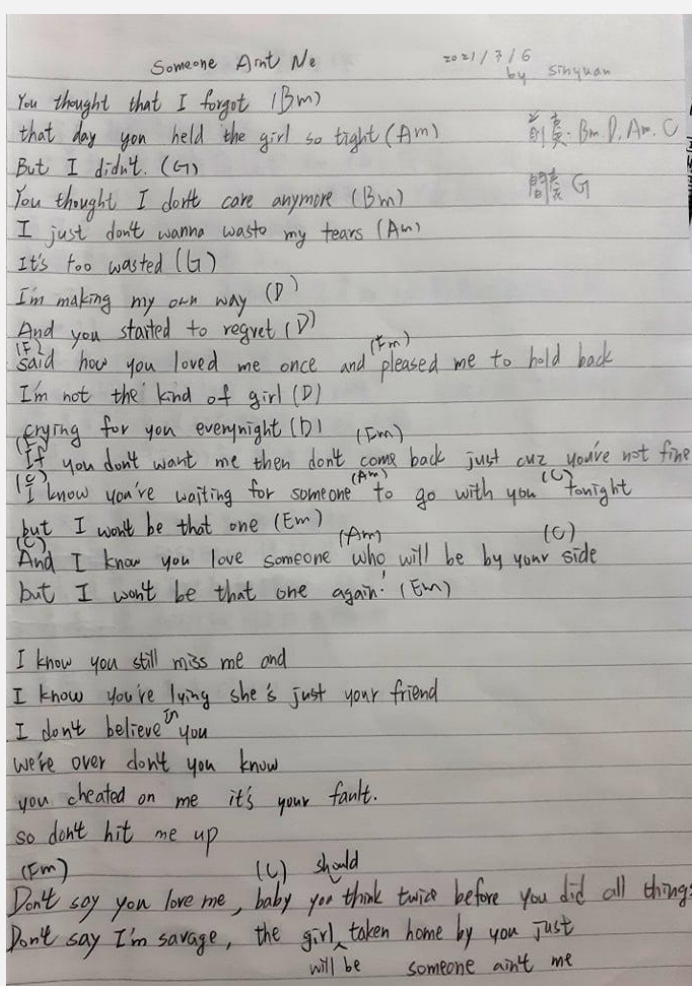 Someone Aint Me
2021/7/6
by sinyuan
前奏. Bm. D. Am. C
間奏 G
You thought that I forgot (Bm)
that day you held the girl so tight (Am)
But I didn't. (G)
You thought I don't care anymore (Bm)
I just don't wanna wasto my tears (Am)
It's too wasted (G)
I'm making my own way (D)
And you started to regret (D)
(F) (Em)
said how you loved me once and pleased me to hold back
I'm not the kind of girl (D)
crying for you everynight (D)
(F) (Em)
If you don't want me then don't come back just cuz you're not fine
(C) (Am) (C)
I know you're waiting for someone to go with you tonight
but I won't be that one (Em)
(C) (Am) (C)
And I know you love someone who will be by your side
but I won't be that one again. (Em)
I know you still miss me and
I know you're lying she's just your friend
I don't believe in you
we're over don't you know
you cheated on me it's your fault.
so don't hit me up
(Em) (C) should
Don't say you love me, baby you think twice before you did all things
Don't say I'm savage, the girl taken home by you just
will be someone ain't me